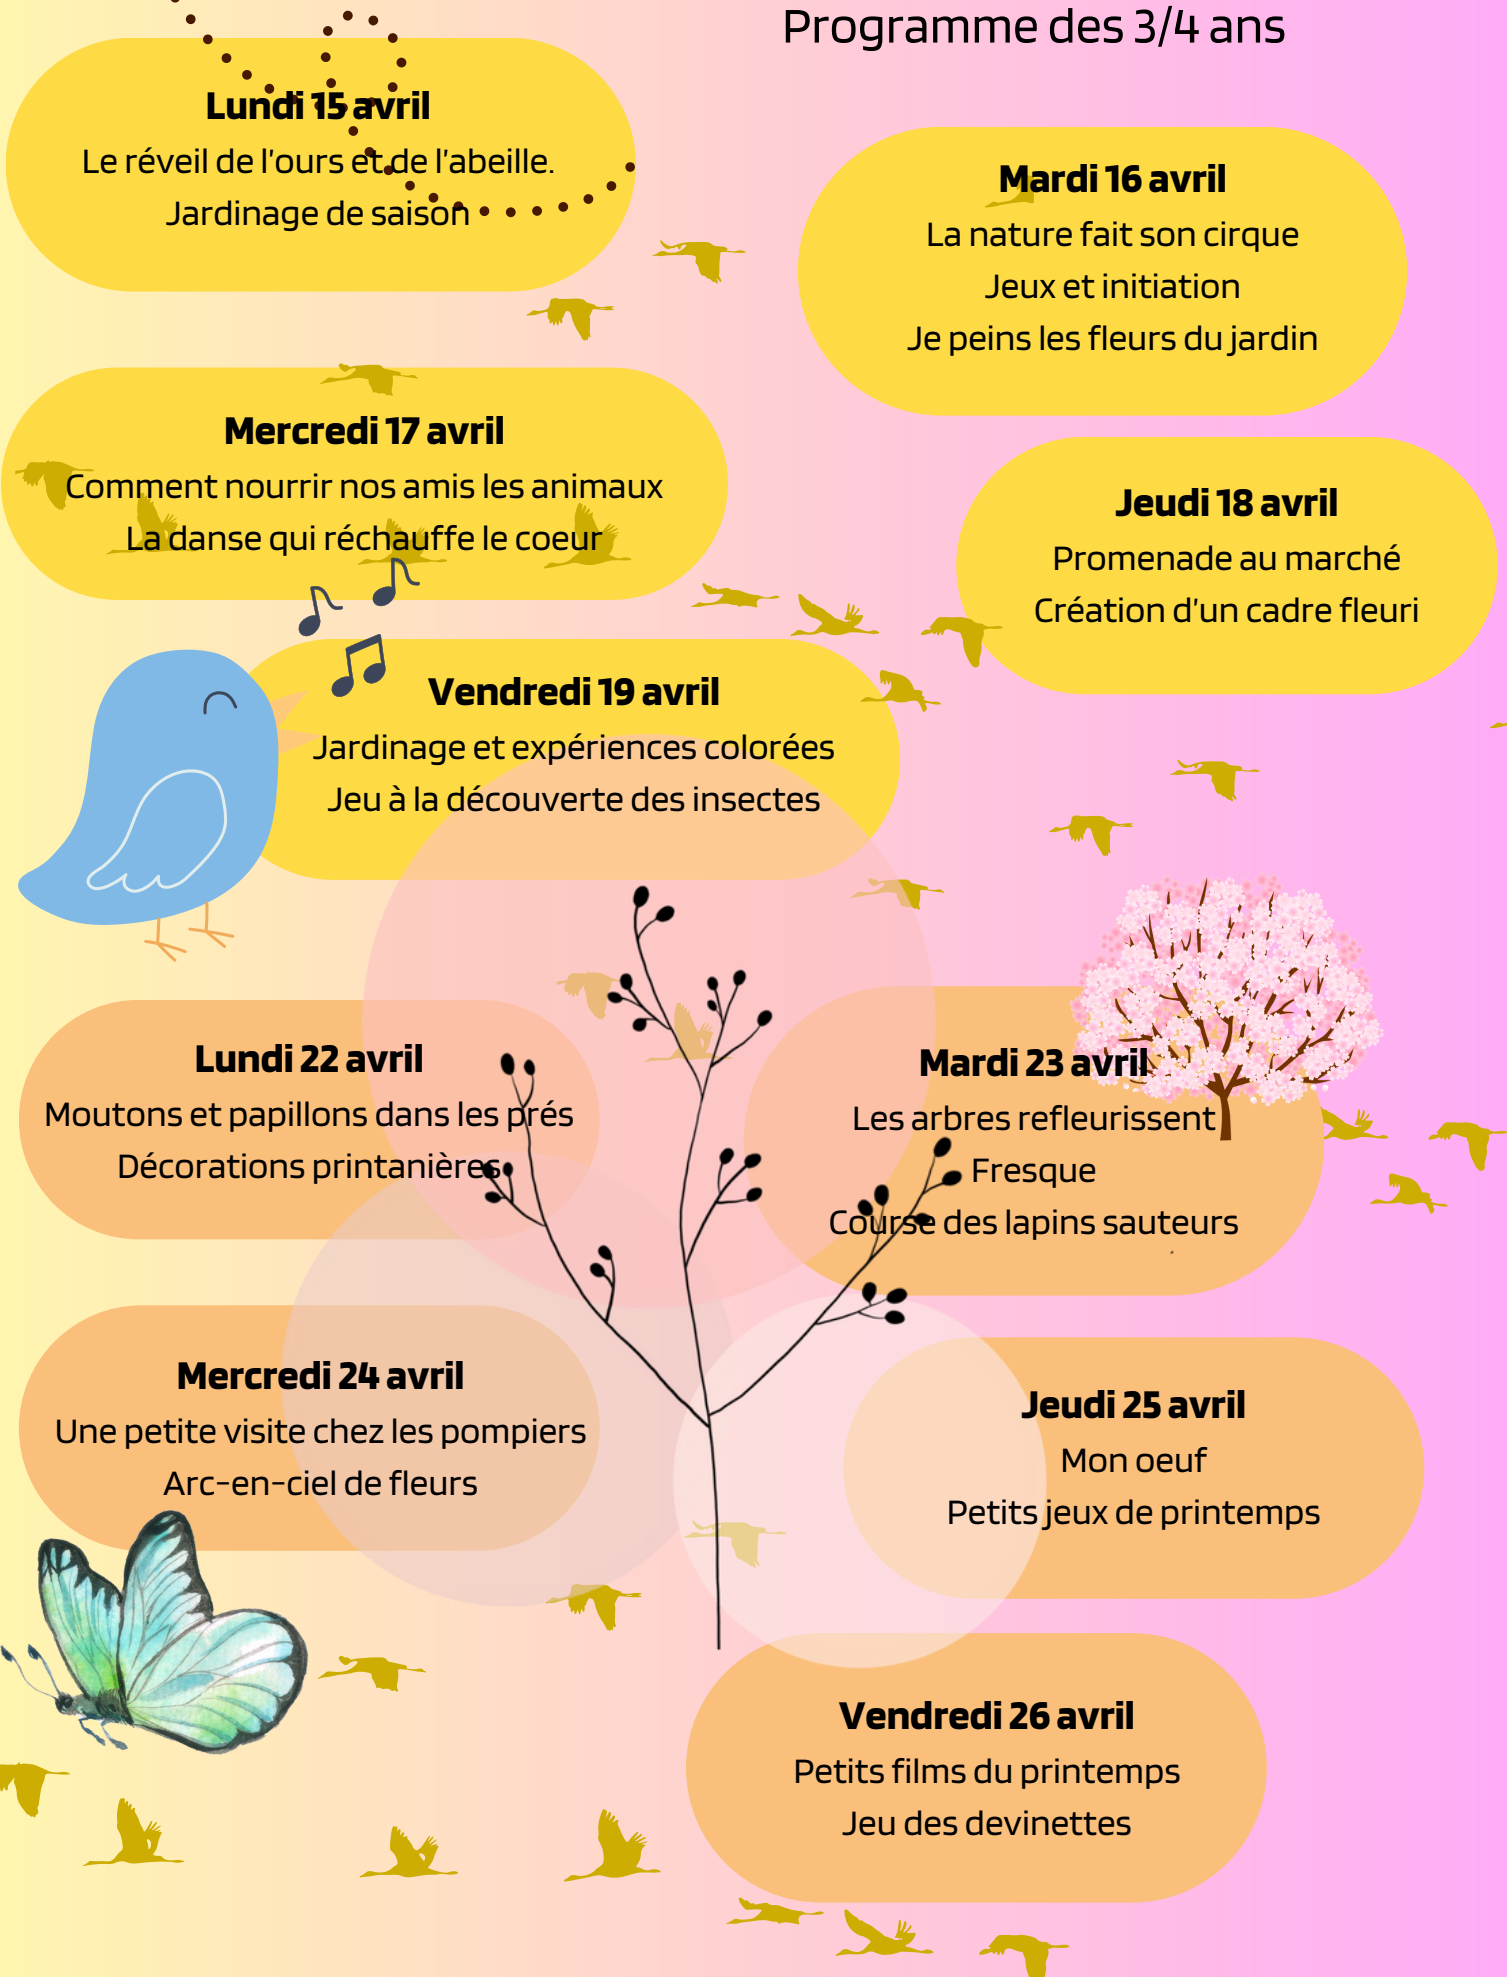 Programme des 3/4 ans
Lundi 15 avril
Le réveil de l'ours et de l'abeille.
Jardinage de saison
Mardi 16 avril
La nature fait son cirque
Jeux et initiation
Je peins les fleurs du jardin
Mercredi 17 avril
Comment nourrir nos amis les animaux
La danse qui réchauffe le coeur
Jeudi 18 avril
Promenade au marché
Création d'un cadre fleuri
Vendredi 19 avril
Jardinage et expériences colorées
Jeu à la découverte des insectes
Lundi 22 avril
Moutons et papillons dans les prés
Décorations printanières
Mardi 23 avril
Les arbres refleurissent
Fresque
Course des lapins sauteurs
Mercredi 24 avril
Une petite visite chez les pompiers
Arc-en-ciel de fleurs
Jeudi 25 avril
Mon oeuf
Petits jeux de printemps
Vendredi 26 avril
Petits films du printemps
Jeu des devinettes